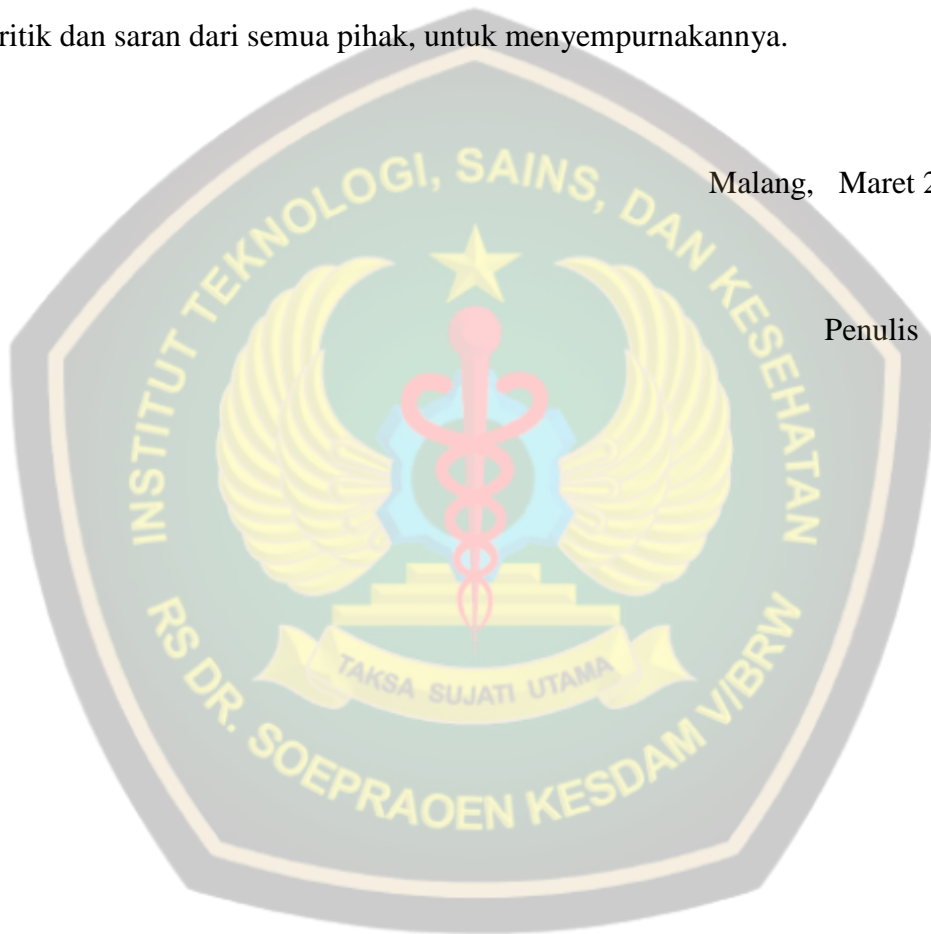 ritik dan saran dari semua pihak, untuk menyempurnakannya.
Malang, Maret 2
Penulis
INSTITUT TEKNOLOGI, SAINS, DAN KESEHATAN
TAKSA SUJATI UTAMA
RS DR. SOEPRAOEN KESDAM V/BRW